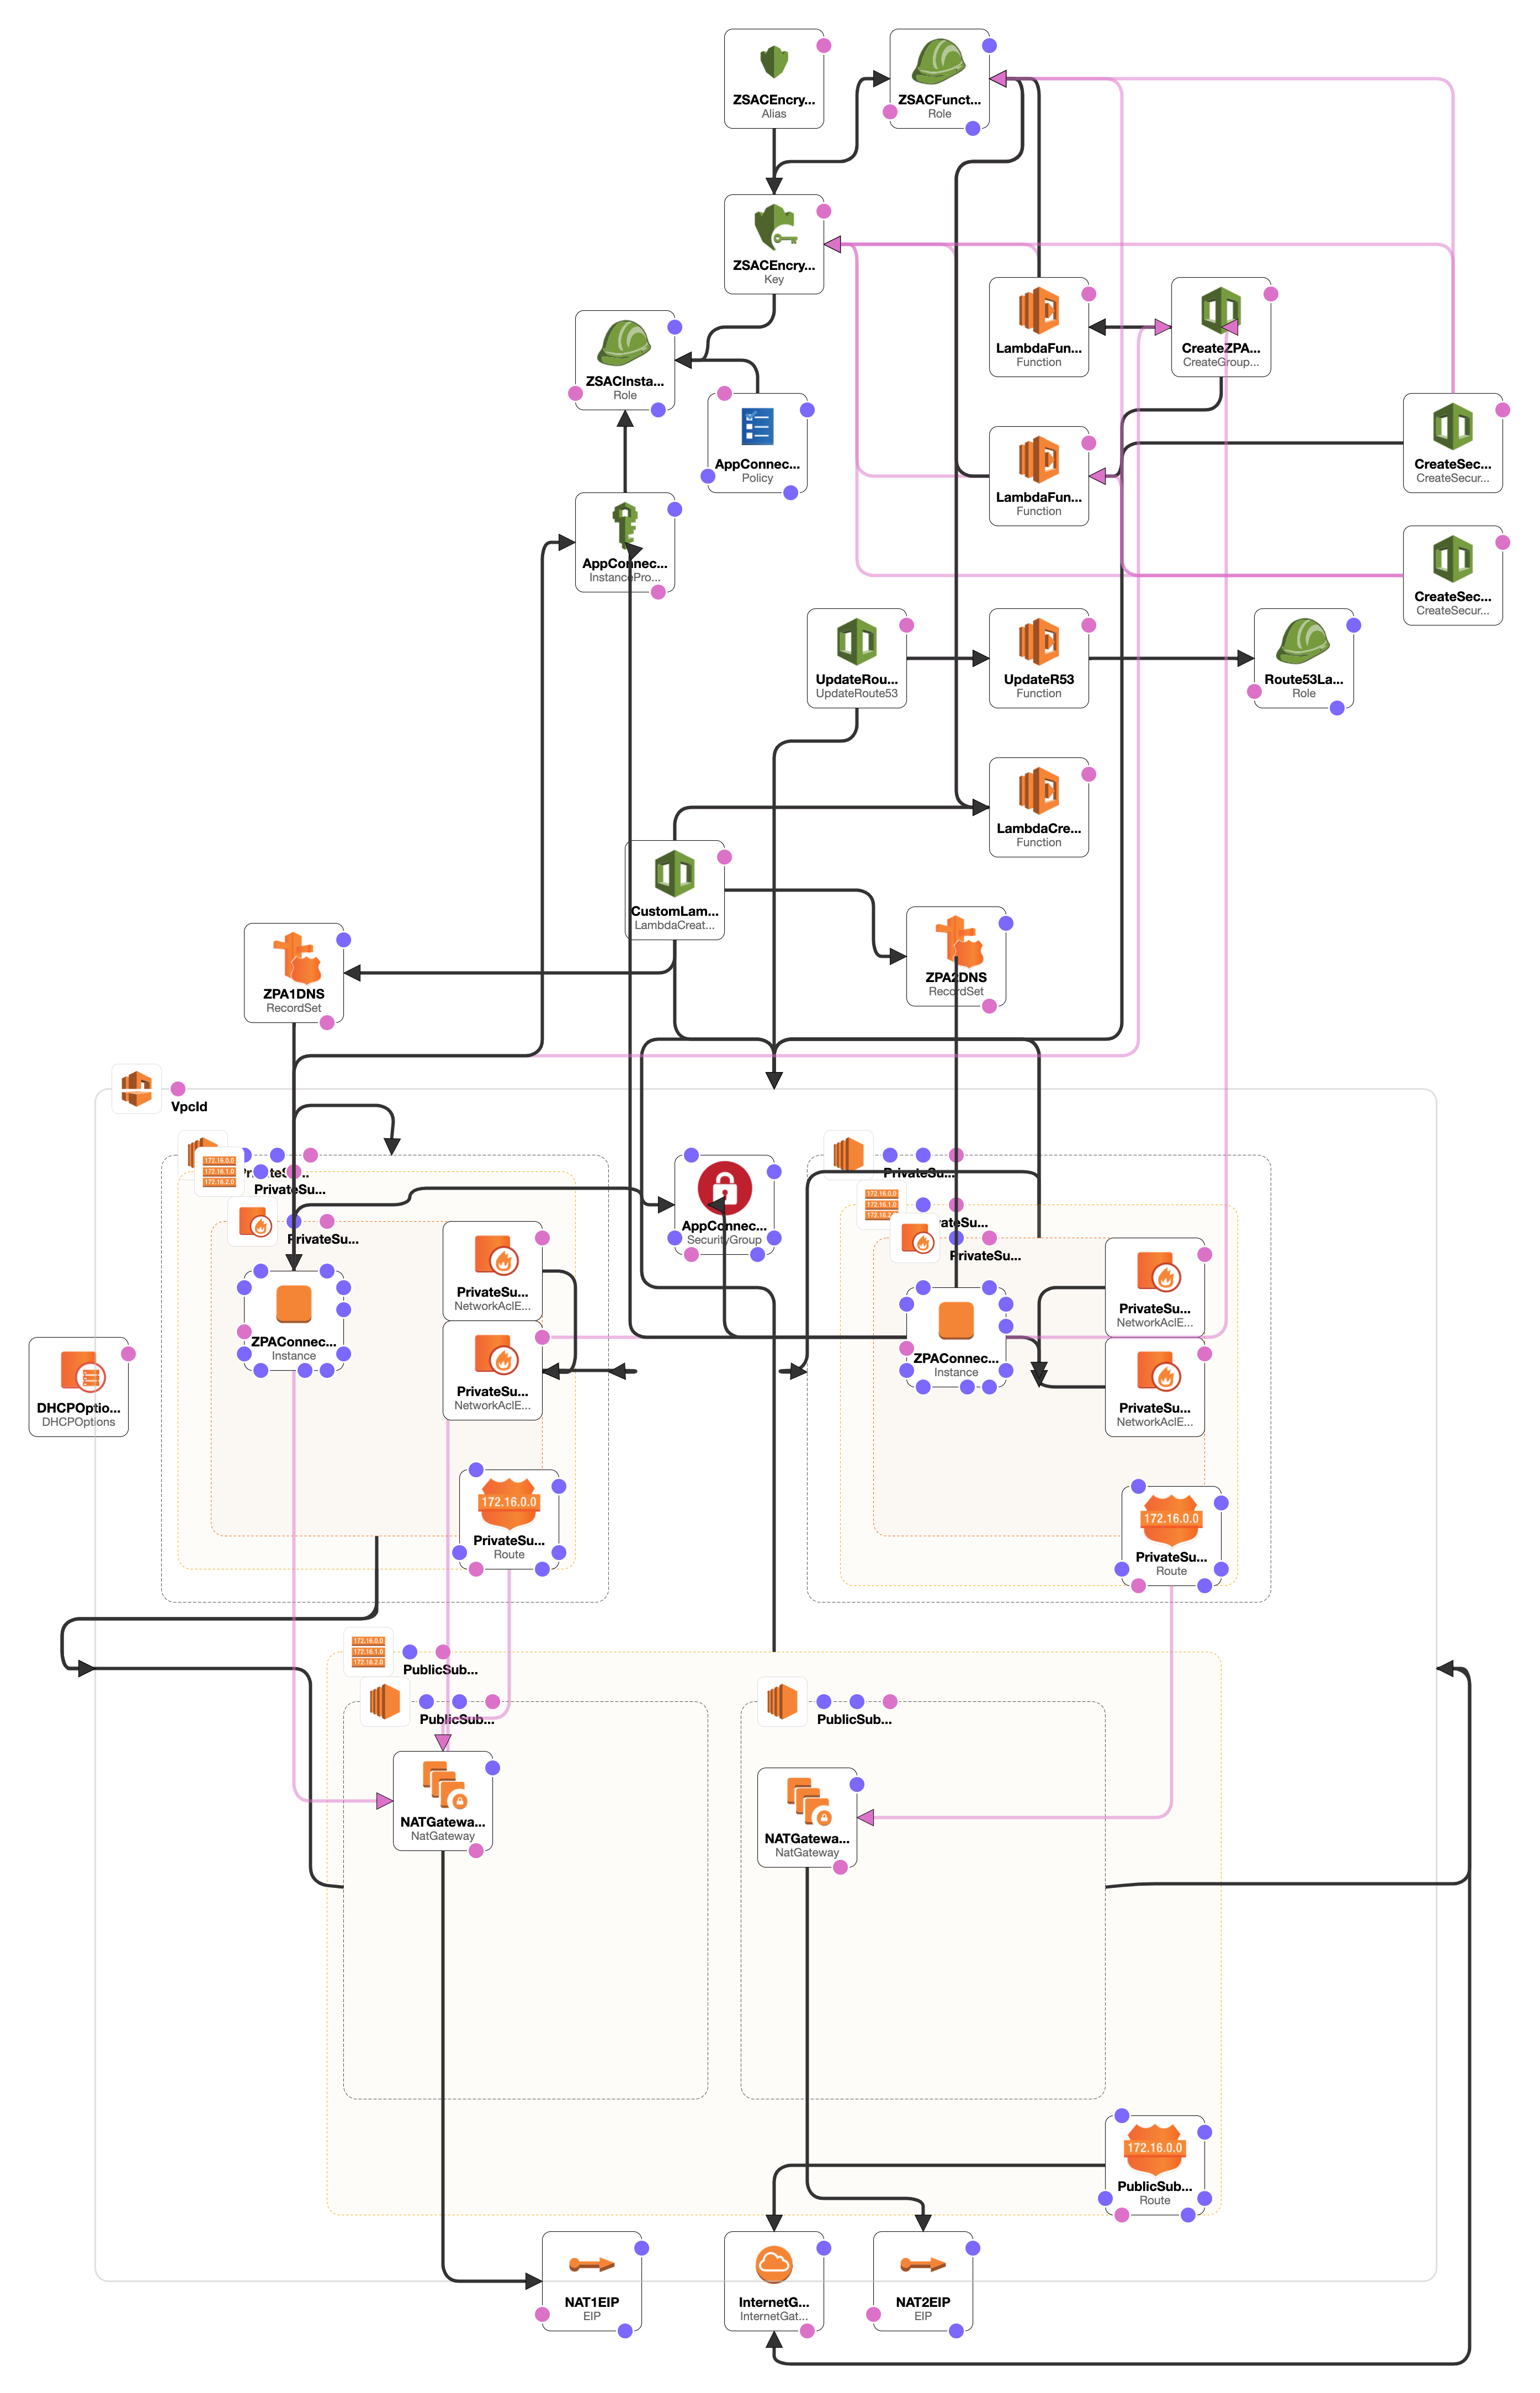 ZSACEncry...
Alias
ZSACFunct...
Role
ZSACEncry...
Key
LambdaFun...
Function
CreateZPA...
CreateGroup...
ZSACInsta...
Role
AppConnec...
Policy
LambdaFun...
Function
CreateSec...
CreateSecur...
AppConnec...
InstancePro...
CreateSec...
CreateSecur...
UpdateRou...
UpdateRoute53
UpdateR53
Function
Route53La...
Role
LambdaCre...
Function
CustomLam...
LambdaCreat...
ZPA1DNS
RecordSet
ZPA2DNS
RecordSet
VpcId
172.16.0.0
172.16.1.0
172.16.2.0
PrivateSu...
PrivateSu...
PrivateSu...
AppConnec...
SecurityGroup
172.16.0.0
172.16.1.0
PrivateSu...
PrivateSu...
NetworkAclE...
PrivateSu...
NetworkAclE...
PrivateSu...
NetworkAclE...
PrivateSu...
NetworkAclE...
ZPAConnec...
Instance
ZPAConnec...
Instance
DHCPOptio...
DHCPOptions
172.16.0.0
PrivateSu...
Route
172.16.0.0
PrivateSu...
Route
172.16.0.0
172.16.1.0
172.16.2.0
PublicSub...
PublicSub...
PublicSub...
NATGatewa...
NatGateway
NATGatewa...
NatGateway
172.16.0.0
PublicSub...
Route
NAT1EIP
EIP
InternetG...
InternetGat...
NAT2EIP
EIP